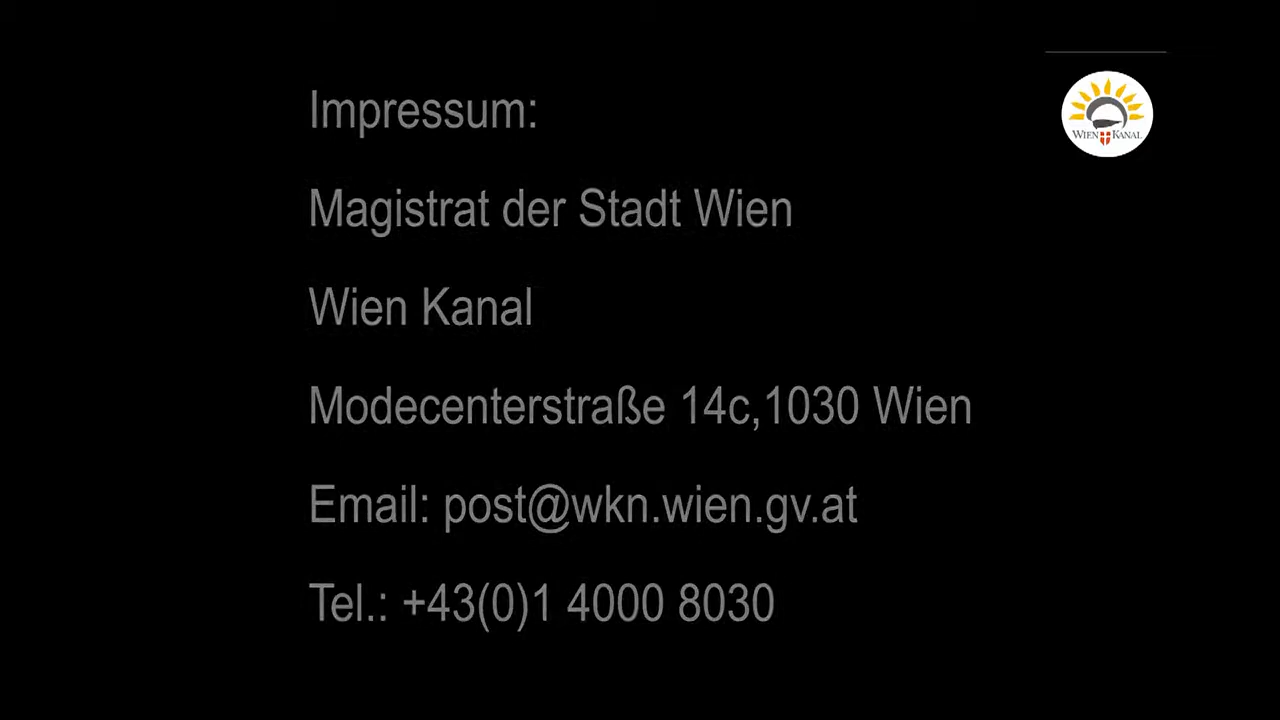 Impressum:
WIEN KANAL
Magistrat der Stadt Wien
Wien Kanal
Modecenterstraße 14c,1030 Wien
Email: post@wkn.wien.gv.at
Tel.: +43(0)1 4000 8030